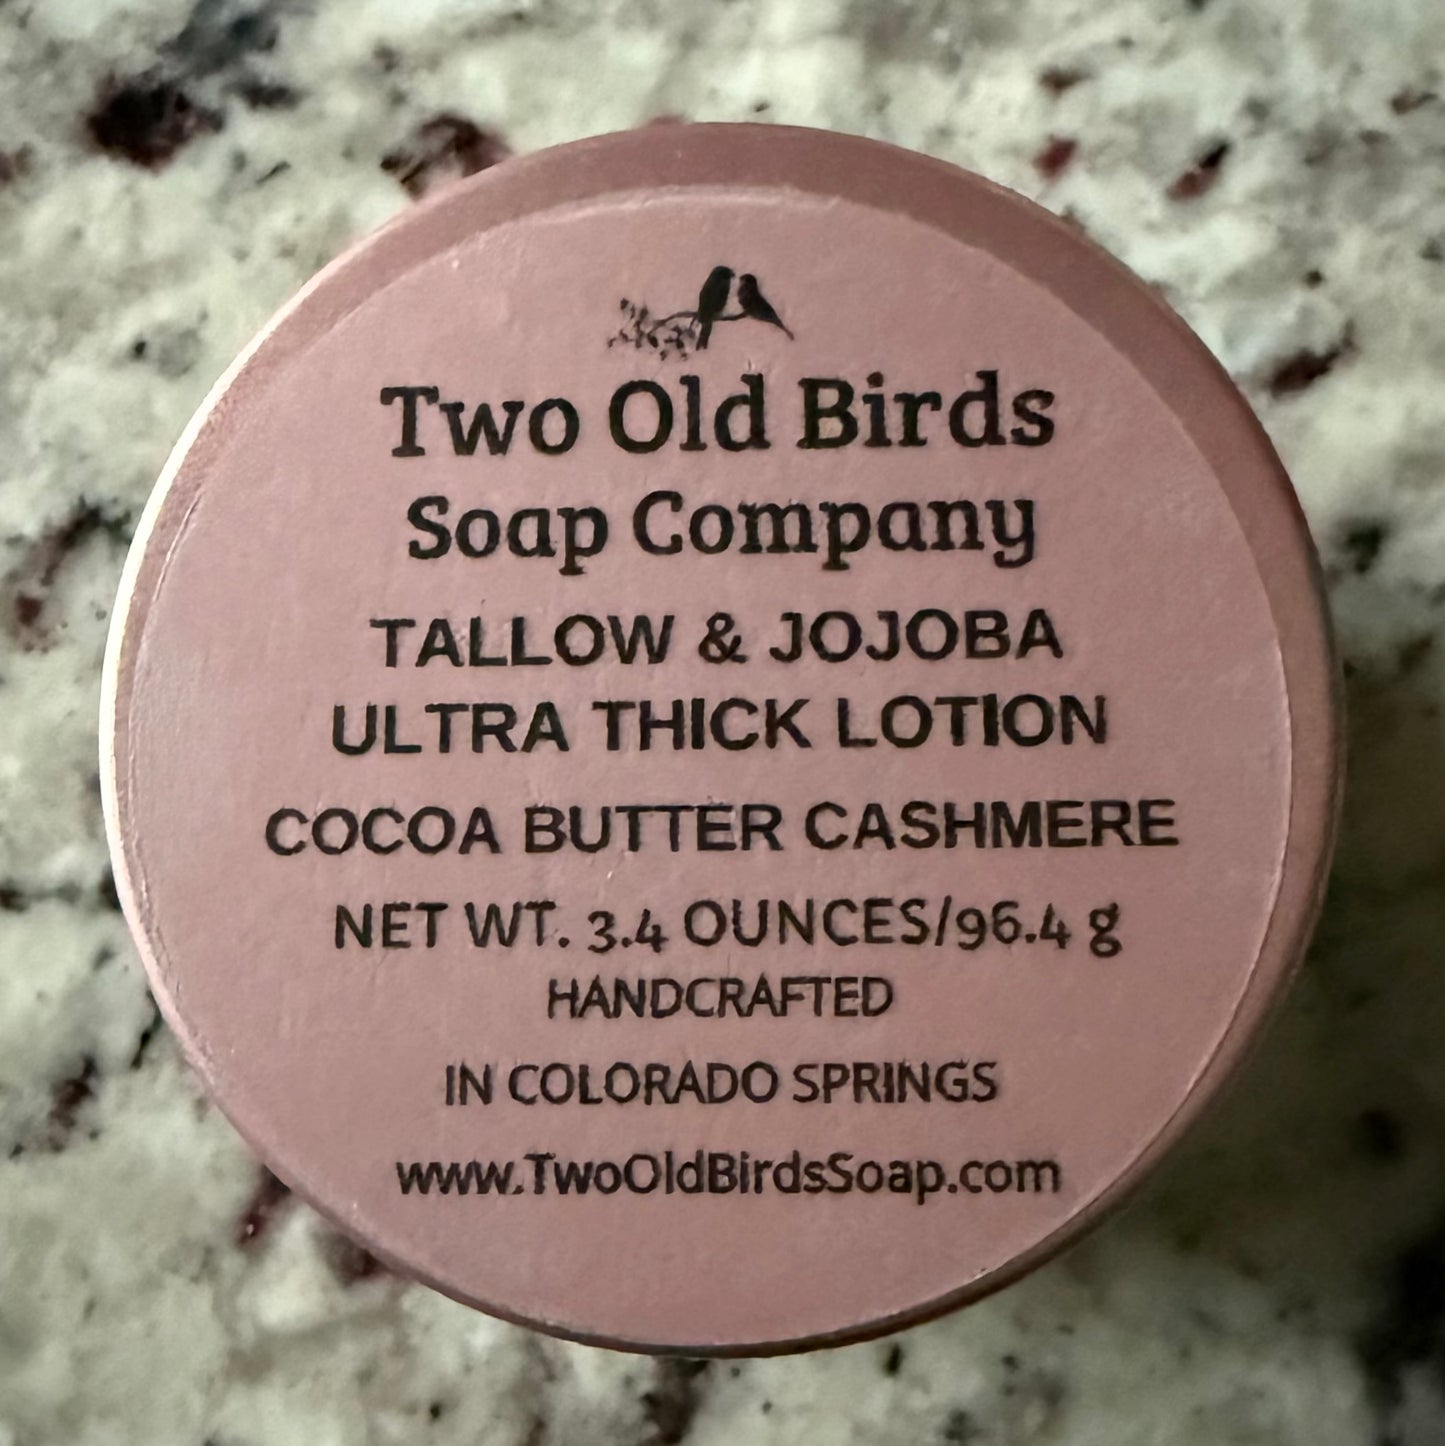 Two Old Birds
Soap Company
TALLOW & JOJOBA
ULTRA THICK LOTION
COCOA BUTTER CASHMERE
NET WT. 3.4 OUNCES/96.4 g
HANDCRAFTED
IN COLORADO SPRINGS
www.TwoOldBirdsSoap.com